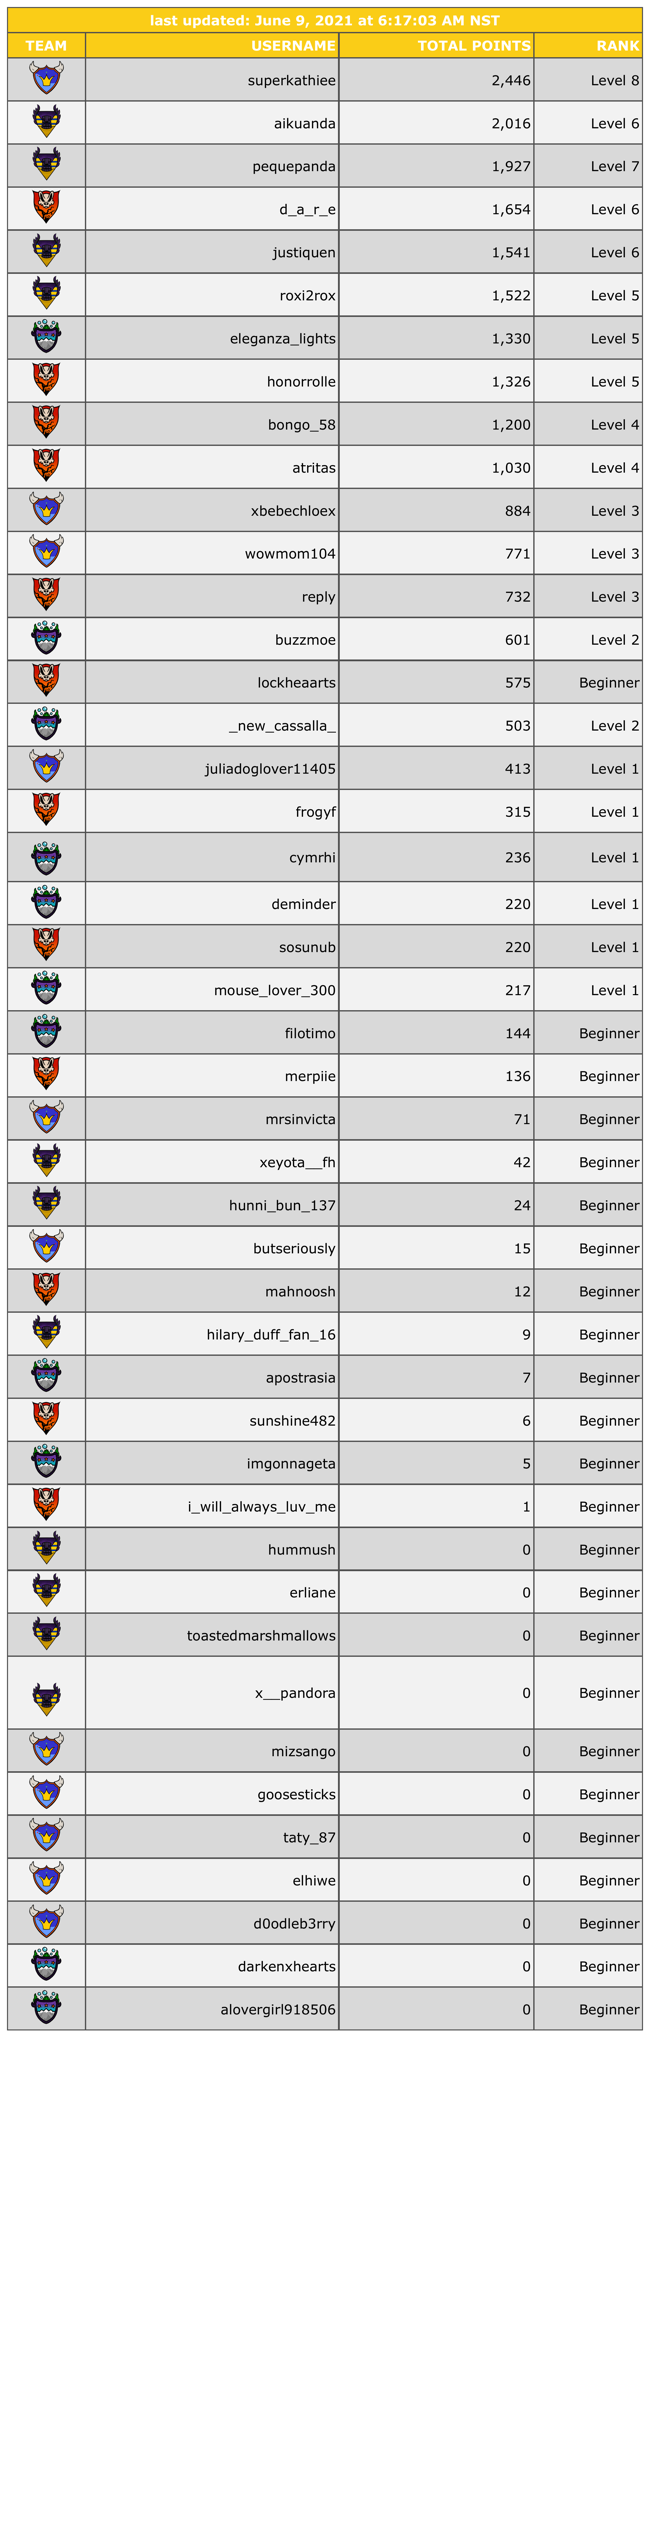 last updated: June 9, 2021 at 6:17:03 AM NST
TEAM USERNAME TOTAL POINTS RANK
superkathiee 2,446 Level 8
aikuanda 2,016 Level 6
pequepanda 1,927 Level 7
d_a_r_e 1,654 Level 6
justiquen 1,541 Level 6
roxi2rox 1,522 Level 5
eleganza_lights 1,330 Level 5
honorrolle 1,326 Level 5
bongo_58 1,200 Level 4
atritas 1,030 Level 4
xbebechloex 884 Level 3
wowmom104 771 Level 3
reply 732 Level 3
buzzmoe 601 Level 2
lockheaarts 575 Beginner
_new_cassalla_ 503 Level 2
juliadoglover11405 413 Level 1
frogyf 315 Level 1
cymrhi 236 Level 1
deminder 220 Level 1
sosunub 220 Level 1
mouse_lover_300 217 Level 1
filotimo 144 Beginner
merpiie 136 Beginner
mrsinvicta 71 Beginner
xeyota__fh 42 Beginner
hunni_bun_137 24 Beginner
butseriously 15 Beginner
mahnoosh 12 Beginner
hilary_duff_fan_16 9 Beginner
apostrasia 7 Beginner
sunshine482 6 Beginner
imgonnageta 5 Beginner
i_will_always_luv_me 1 Beginner
hummush 0 Beginner
erliane 0 Beginner
toastedmarshmallows 0 Beginner
x__pandora 0 Beginner
mizsango 0 Beginner
goosesticks 0 Beginner
taty_87 0 Beginner
elhiwe 0 Beginner
d0odleb3rry 0 Beginner
darkenxhearts 0 Beginner
alovergirl918506 0 Beginner